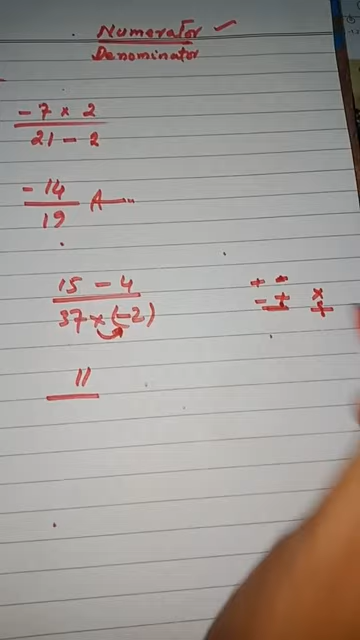 Numerator ✓
Denominator
-7 × 2
21 - 2
-14
19
A
15 - 4
37 × (-2)
+ -
- +
×
+
11